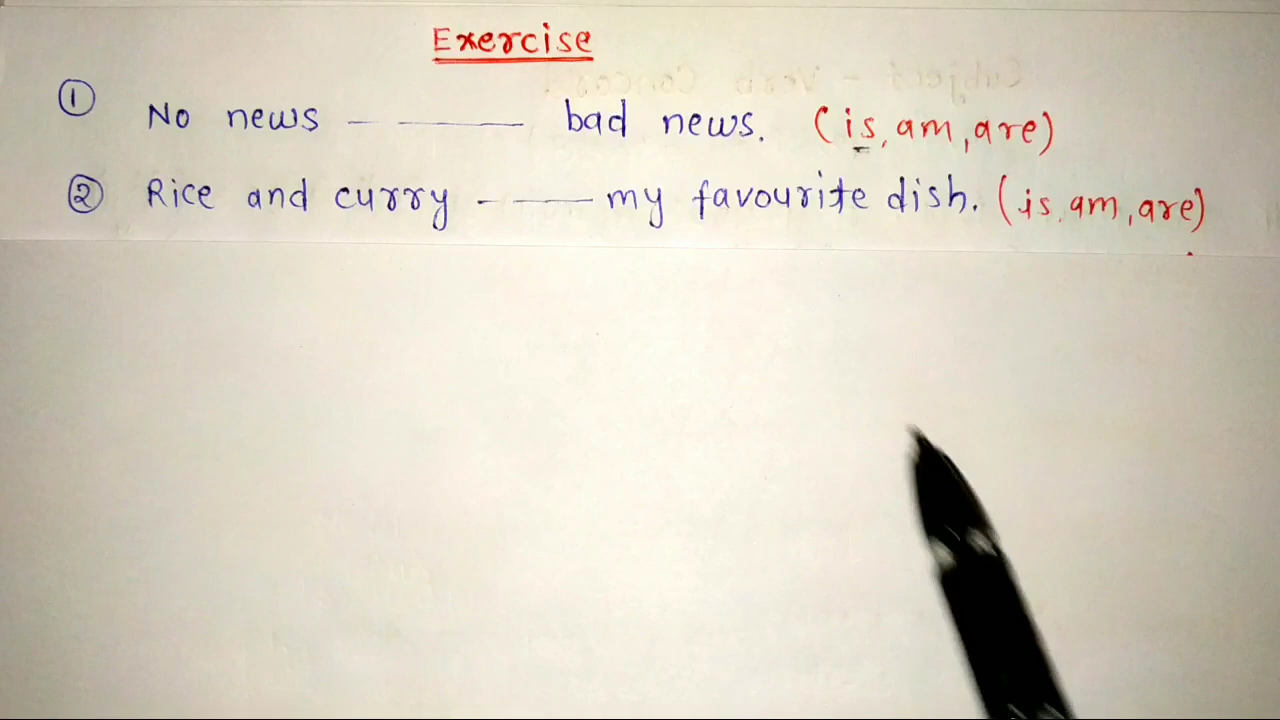 Exercise
① No news - —— bad news. (is, am, are)
② Rice and curry - —— my favourite dish. (is, am, are)